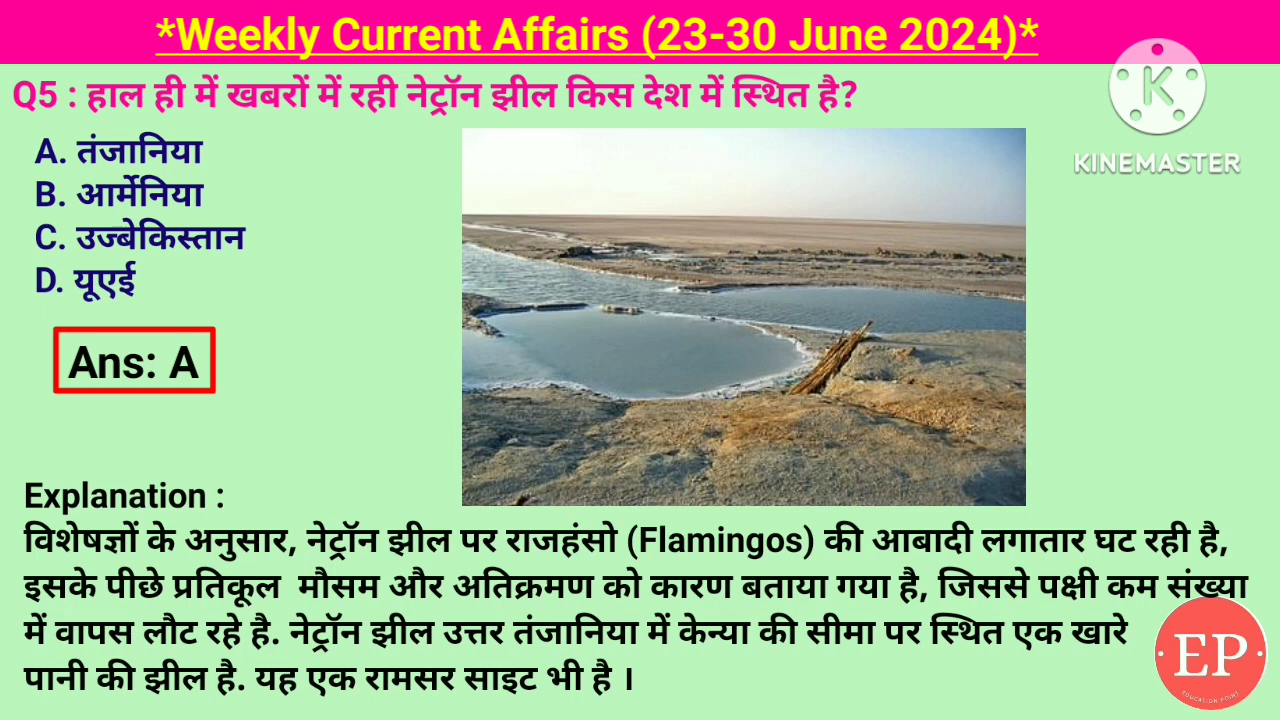 *Weekly Current Affairs (23-30 June 2024)*
Q5 : हाल ही में खबरों में रही नेट्रॉन झील किस देश में स्थित है?
K
KINEMASTER
A. तंजानिया
B. आर्मेनिया
C. उज्बेकिस्तान
D. यूएई
Ans: A
Explanation :
विशेषज्ञों के अनुसार, नेट्रॉन झील पर राजहंसो (Flamingos) की आबादी लगातार घट रही है,
इसके पीछे प्रतिकूल मौसम और अतिक्रमण को कारण बताया गया है, जिससे पक्षी कम संख्या
में वापस लौट रहे है. नेट्रॉन झील उत्तर तंजानिया में केन्या की सीमा पर स्थित एक खारे
पानी की झील है. यह एक रामसर साइट भी है ।
EP
EDUCATION POINT